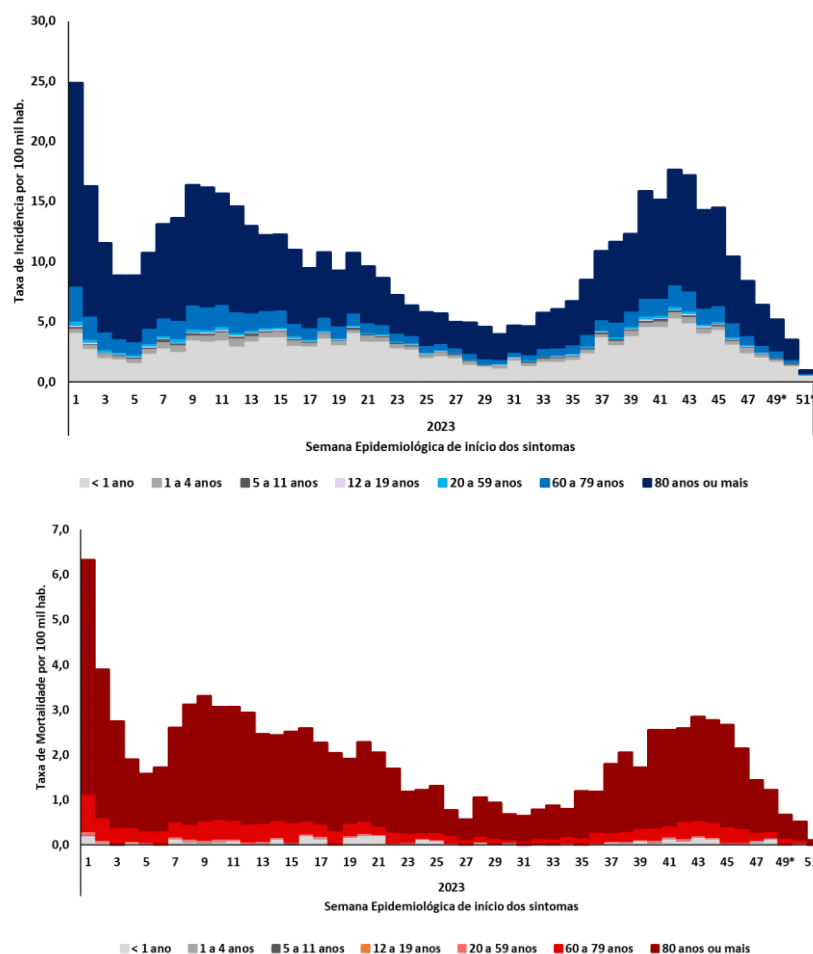 30,0
25,0
20,0
15,0
10,0
5,0
0,0
Taxa de Incidência por 100 mil hab.
1 3 5 7 9 11 13 15 17 19 21 23 25 27 29 31 33 35 37 39 41 43 45 47 49* 51*
2023
Semana Epidemiológica de início dos sintomas
< 1 ano 1 a 4 anos 5 a 11 anos 12 a 19 anos 20 a 59 anos 60 a 79 anos 80 anos ou mais
7,0
6,0
5,0
4,0
3,0
2,0
1,0
0,0
Taxa de Mortalidade por 100 mil hab.
1 3 5 7 9 11 13 15 17 19 21 23 25 27 29 31 33 35 37 39 41 43 45 47 49* 51
2023
Semana Epidemiológica de início dos sintomas
< 1 ano 1 a 4 anos 5 a 11 anos 12 a 19 anos 20 a 59 anos 60 a 79 anos 80 anos ou mais